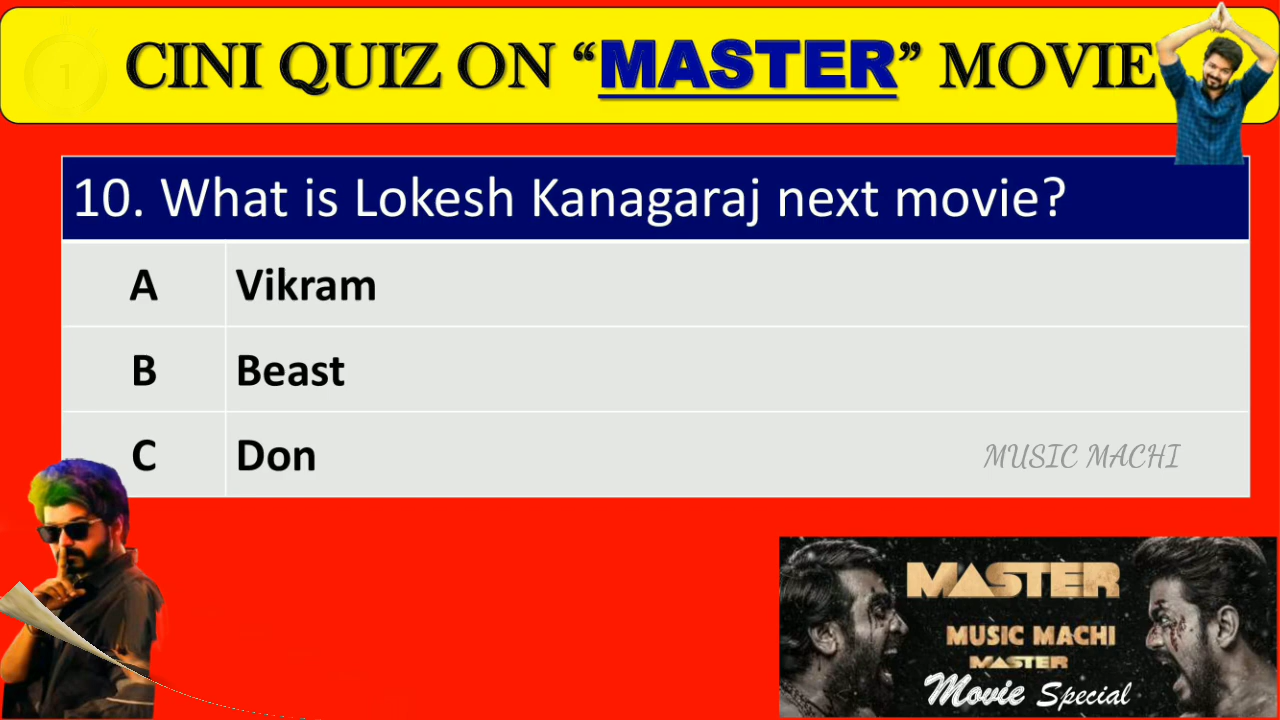 CINI QUIZ ON “MASTER” MOVIE
1
10. What is Lokesh Kanagaraj next movie?
A Vikram
B Beast
C Don
MUSIC MACHI
MASTER
MUSIC MACHI
MASTER
Movie Special